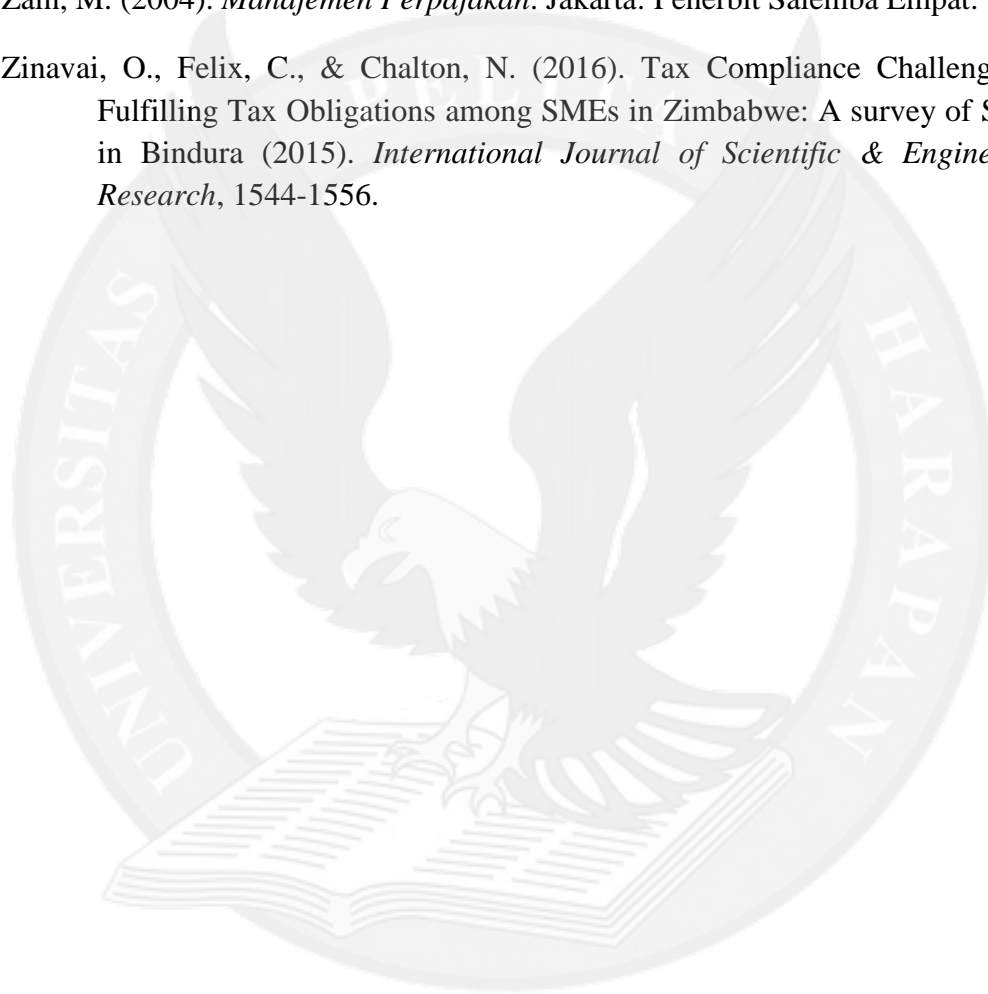 Zain, M. (2004). Manajemen Perpajakan. Jakarta: Penerbit Salemba Empat.
Zinavai, O., Felix, C., & Chalton, N. (2016). Tax Compliance Challeng
Fulfilling Tax Obligations among SMEs in Zimbabwe: A survey of S
in Bindura (2015). International Journal of Scientific & Engine
Research, 1544-1556.
UNIVERSITAS
PELITA
HARAPAN